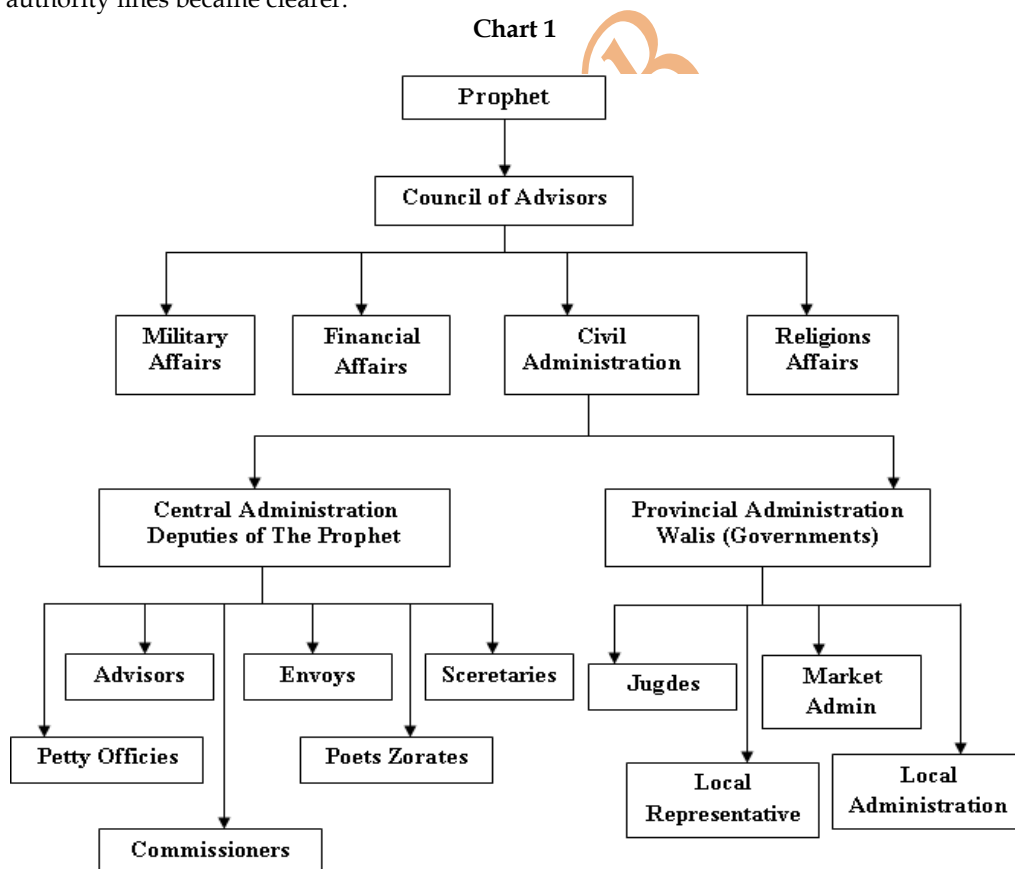 authority lines became clearer.
Chart 1
Prophet
Council of Advisors
Military
Affairs
Financial
Affairs
Civil
Administration
Religions
Affairs
Central Administration
Deputies of The Prophet
Provincial Administration
Walis (Governments)
Advisors
Envoys
Sceretaries
Jugdes
Market
Admin
Petty Officies
Poets Zorates
Local
Representative
Local
Administration
Commissioners